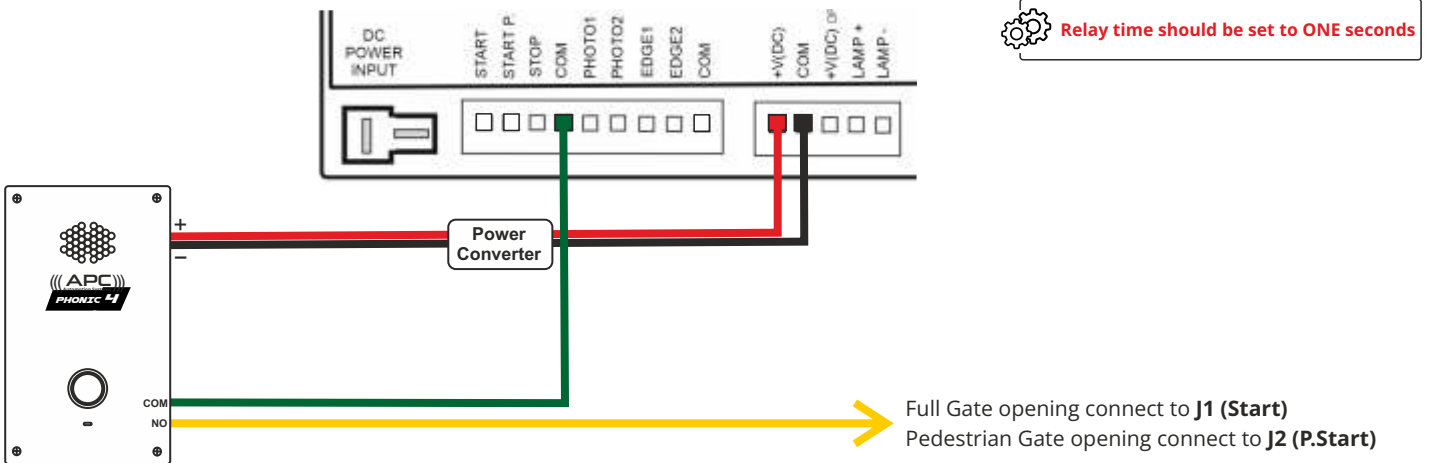 Relay time should be set to ONE seconds
DC
POWER
INPUT
START
START P.
STOP
COM
PHOTO1
PHOTO2
EDGE1
EDGE2
COM
+V(DC)
COM
+V(DC) OP
LAMP +
LAMP -
+
−
Power
Converter
APC
PHONIC 4
COM
NO
Full Gate opening connect to J1 (Start)
Pedestrian Gate opening connect to J2 (P.Start)